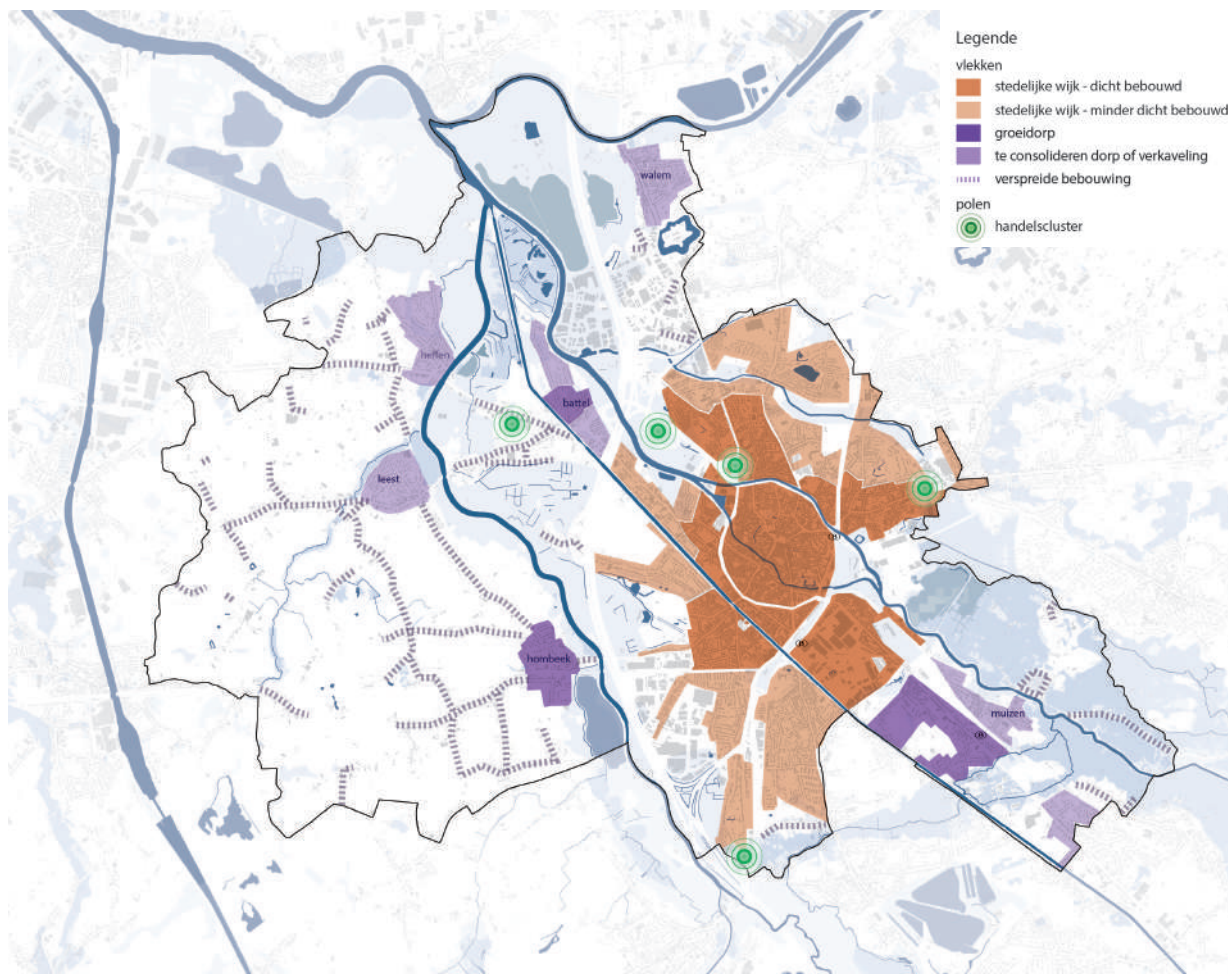 Legende
vlekken
stedelijke wijk - dicht bebouwd
stedelijke wijk - minder dicht bebouwd
groeidorp
te consolideren dorp of verkaveling
verspreide bebouwing
polen
handelscluster
walem
heffen
battel
leest
hombeek
muizen